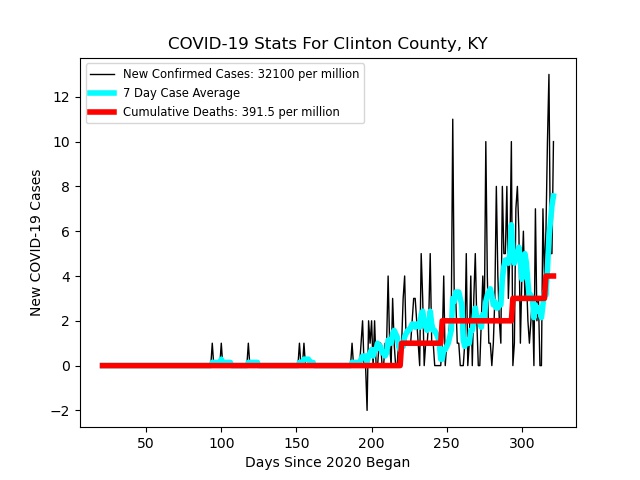 COVID-19 Stats For Clinton County, KY
New Confirmed Cases: 32100 per million
7 Day Case Average
Cumulative Deaths: 391.5 per million
New COVID-19 Cases
12
10
8
6
4
2
0
−2
50 100 150 200 250 300
Days Since 2020 Began